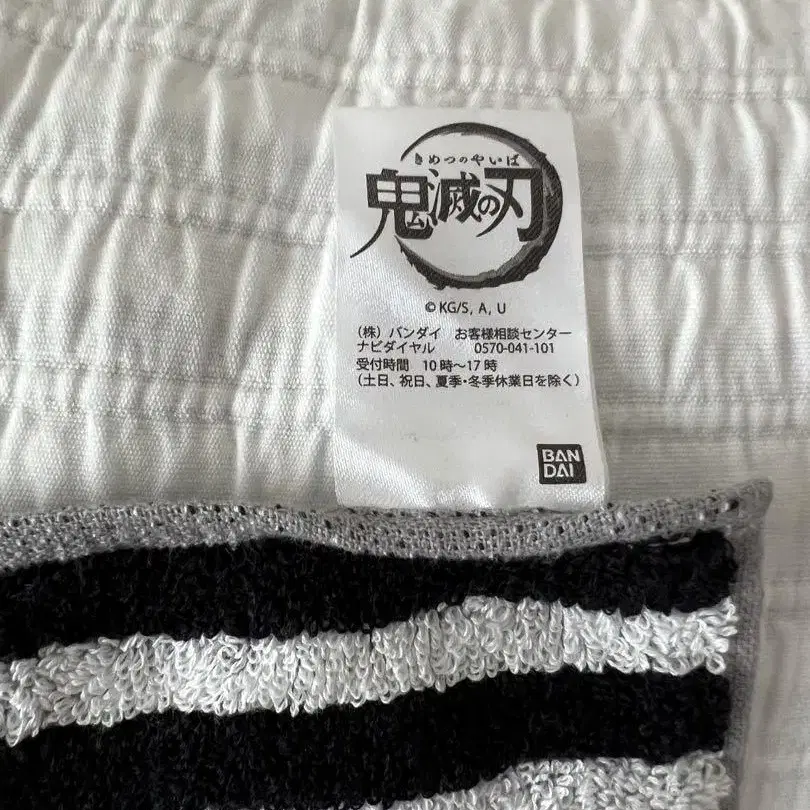 きめつのやいば
鬼滅の刃
© KG/S, A, U
（株）バンダイ　お客様相談センター
ナビダイヤル　0570-041-101
受付時間　10時～17時
（土日、祝日、夏季・冬季休業日を除く）
BAN
DAI